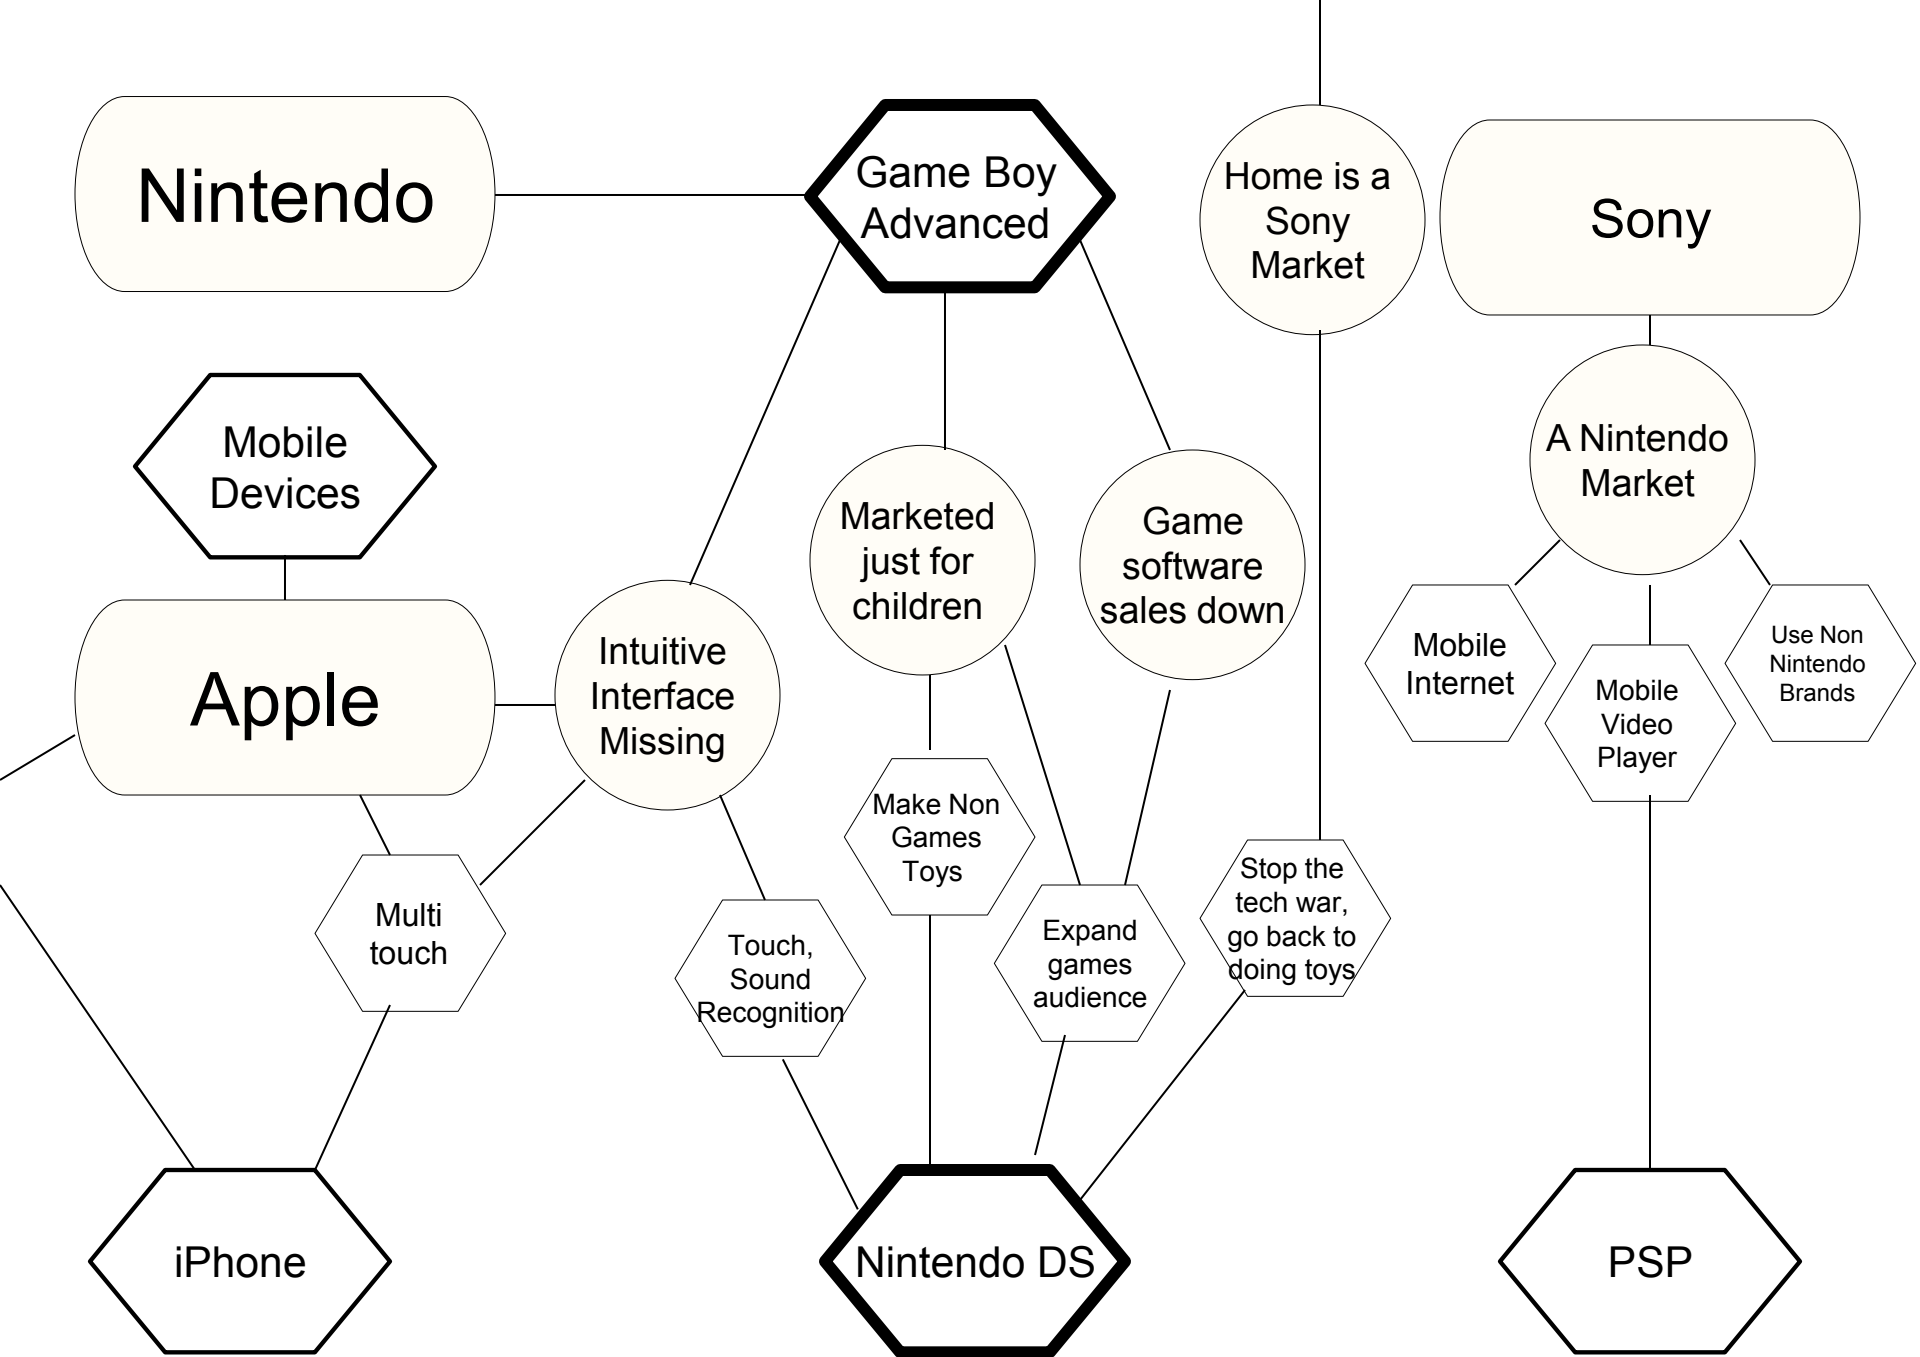 Nintendo
Game Boy
Advanced
Home is a
Sony
Market
Sony
Mobile
Devices
A Nintendo
Market
Marketed
just for
children
Game
software
sales down
Apple
Intuitive
Interface
Missing
Mobile
Internet
Mobile
Video
Player
Use Non
Nintendo
Brands
Make Non
Games
Toys
Multi
touch
Touch,
Sound
Recognition
Expand
games
audience
Stop the
tech war,
go back to
doing toys
iPhone
Nintendo DS
PSP